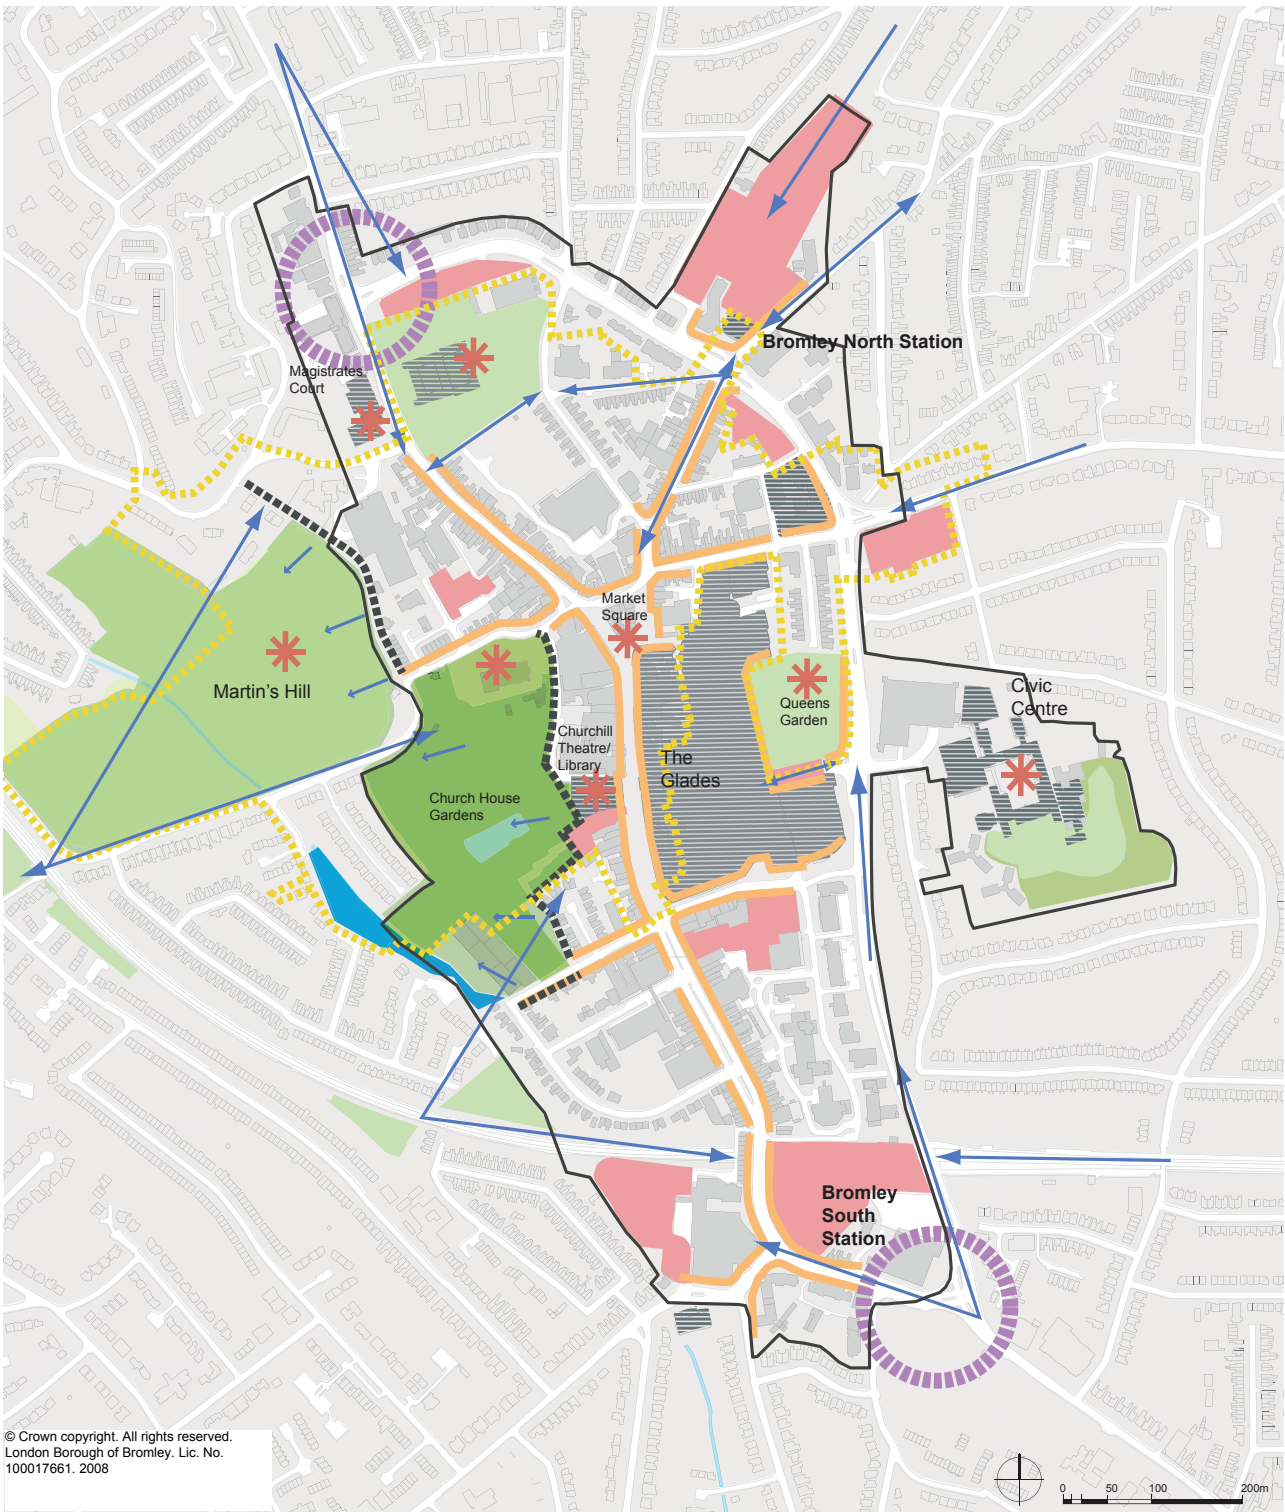 Bromley North Station
Magistrates
Court
Market
Square
Martin's Hill
Queens
Garden
Civic
Centre
Churchill
Theatre/
Library
The
Glades
Church House
Gardens
Bromley
South
Station
© Crown copyright. All rights reserved.
London Borough of Bromley. Lic. No.
100017661. 2008
0 50 100 200m